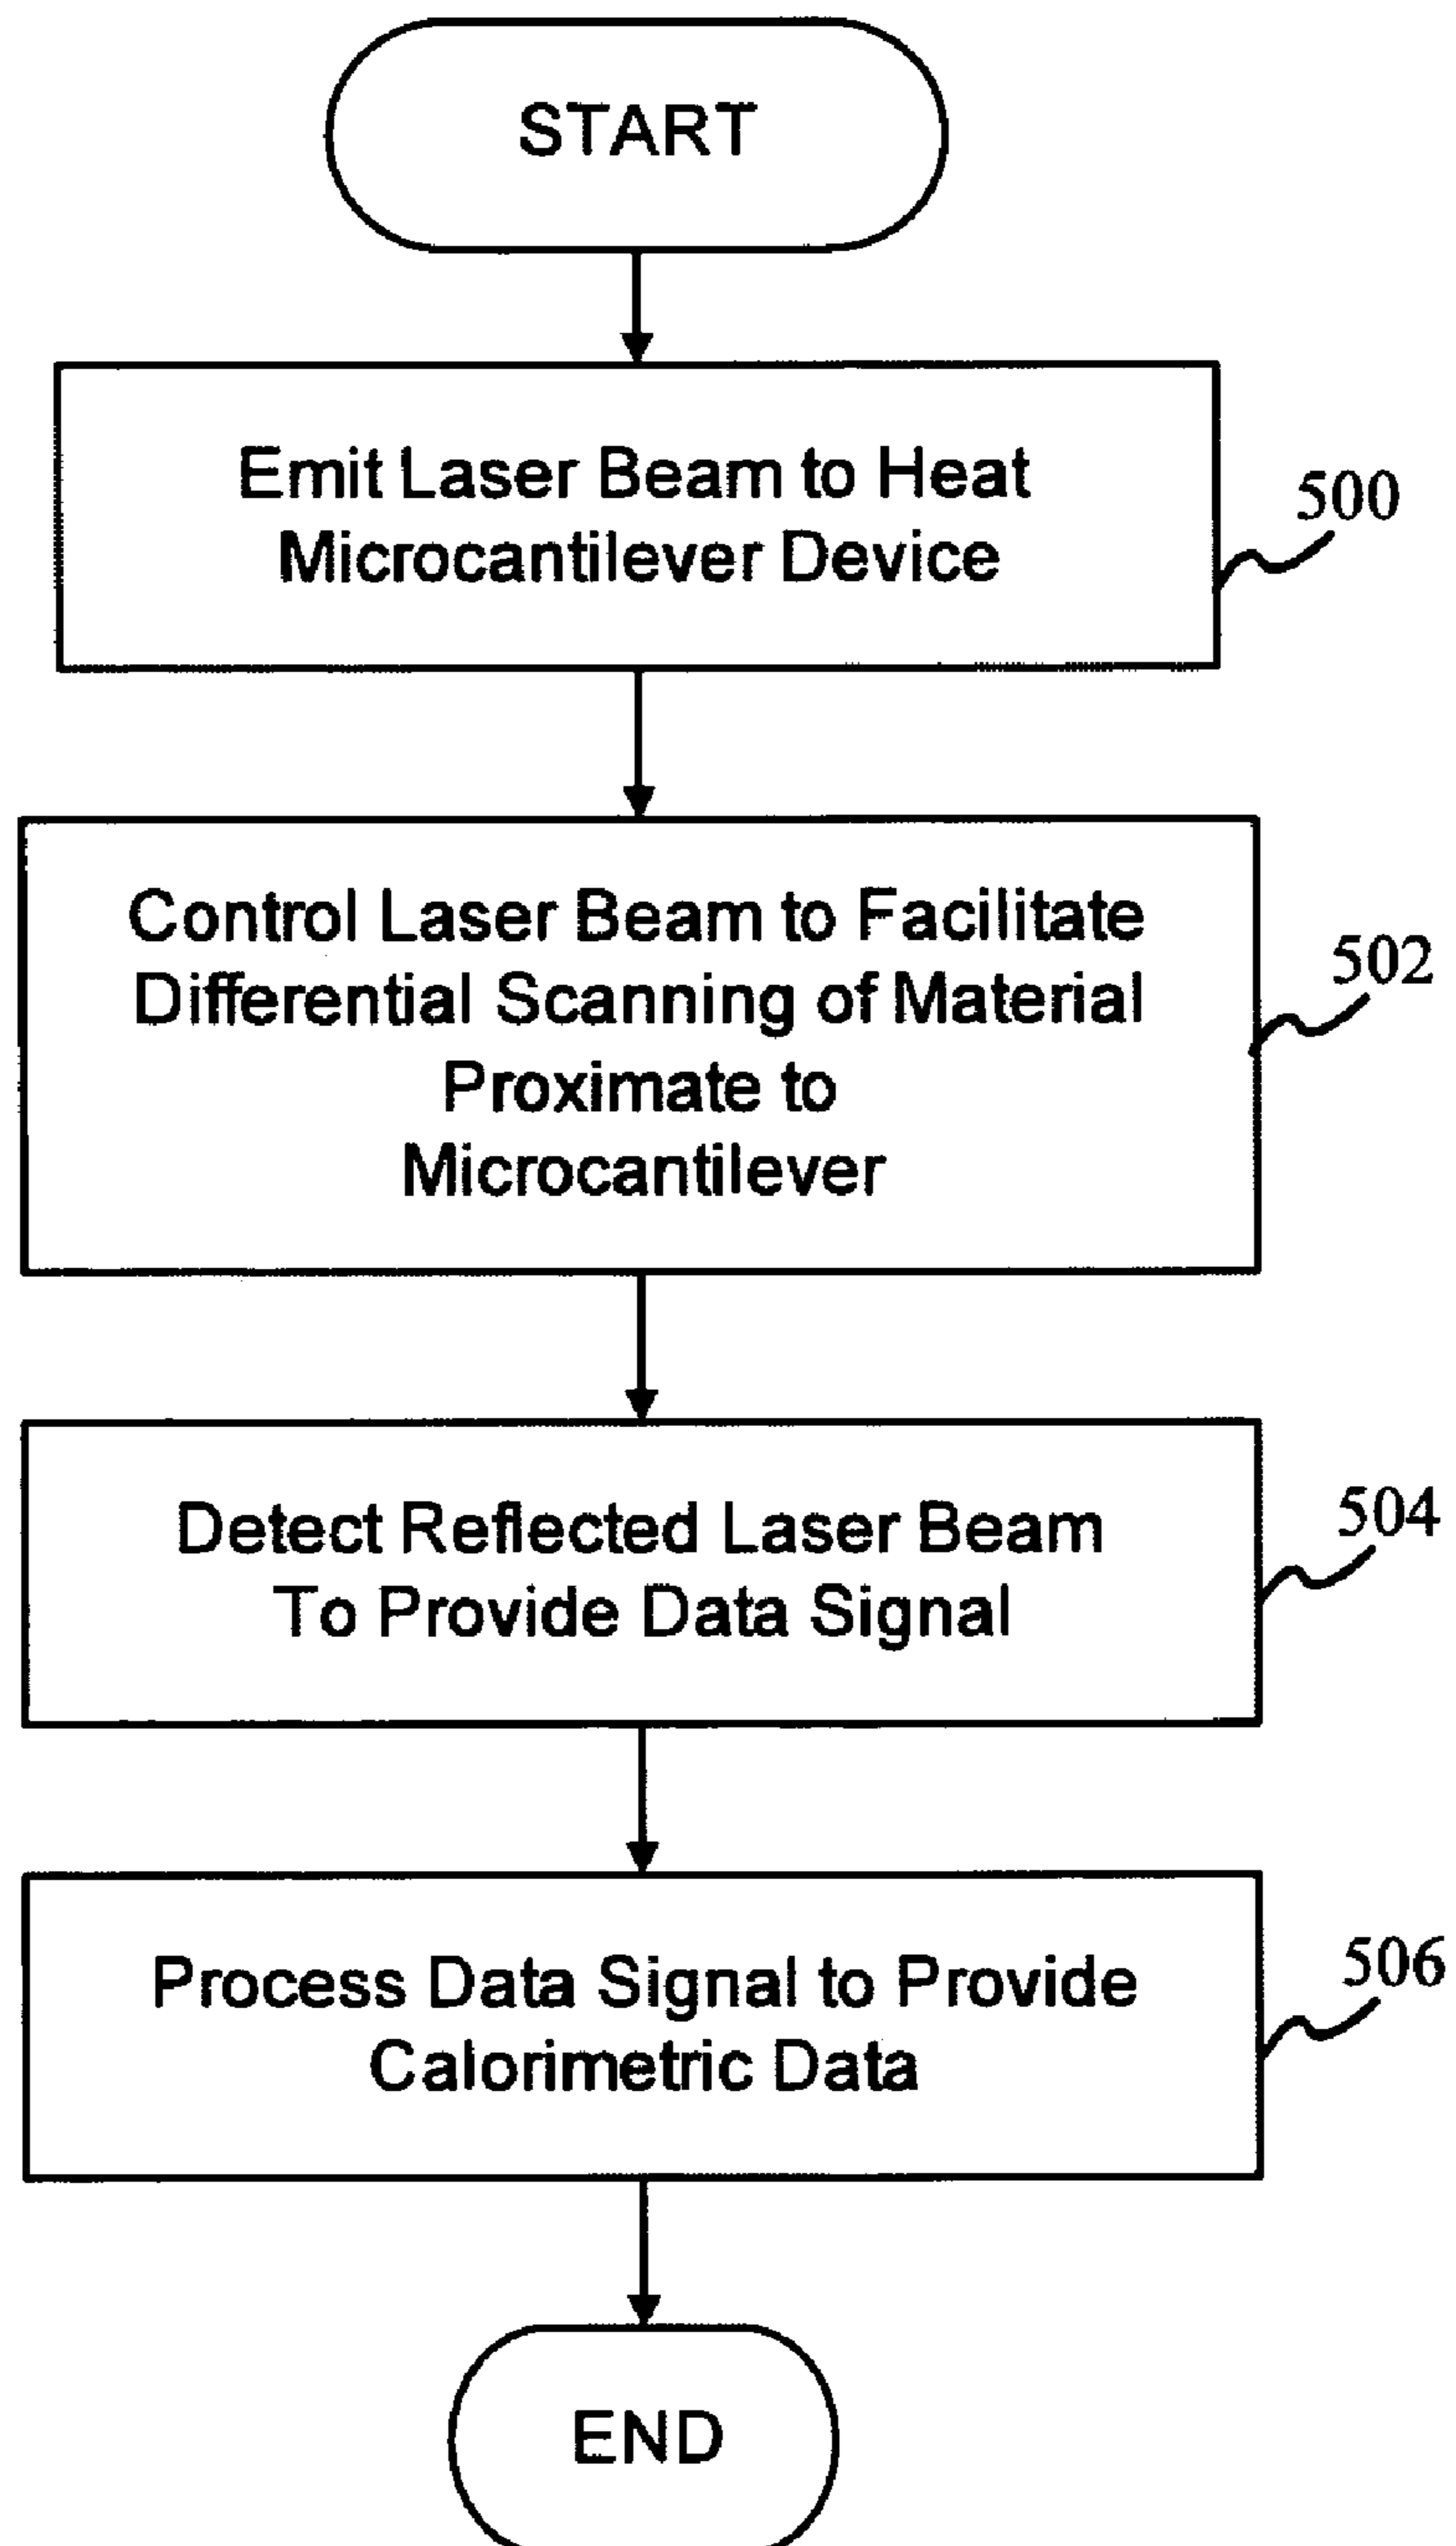 START
Emit Laser Beam to Heat
Microcantilever Device
500
Control Laser Beam to Facilitate
Differential Scanning of Material
Proximate to
Microcantilever
502
Detect Reflected Laser Beam
To Provide Data Signal
504
Process Data Signal to Provide
Calorimetric Data
506
END